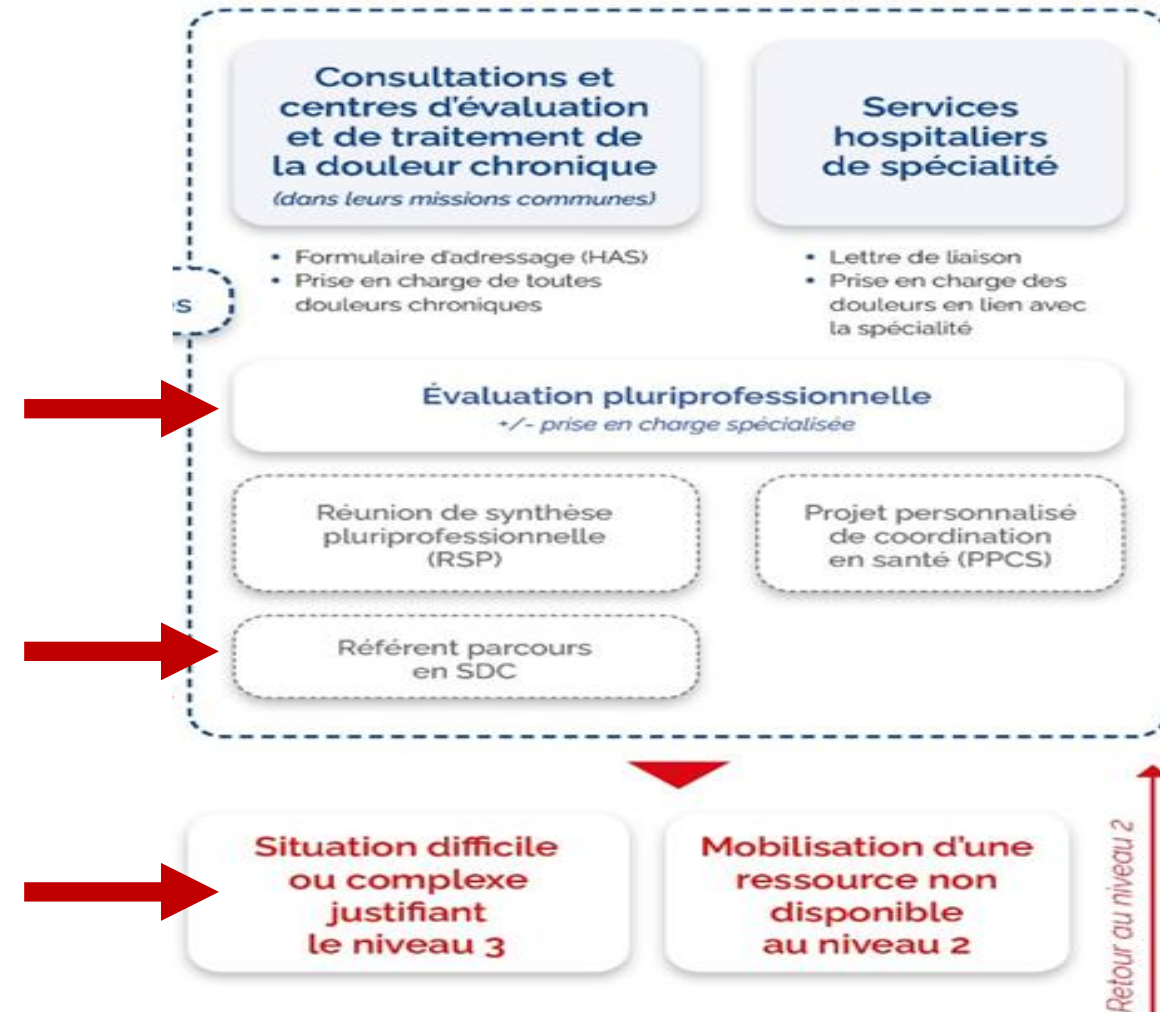 Consultations et
centres d'évaluation
et de traitement de
la douleur chronique
(dans leurs missions communes)
Services
hospitaliers
de spécialité
• Formulaire d'adressage (HAS)
• Prise en charge de toutes
douleurs chroniques
• Lettre de liaison
• Prise en charge des
douleurs en lien avec
la spécialité
s
Évaluation pluriprofessionnelle
+/- prise en charge spécialisée
Réunion de synthèse
pluriprofessionnelle
(RSP)
Projet personnalisé
de coordination
en santé (PPCS)
Référent parcours
en SDC
Situation difficile
ou complexe
justifiant
le niveau 3
Mobilisation d'une
ressource non
disponible
au niveau 2
Retour au niveau 2